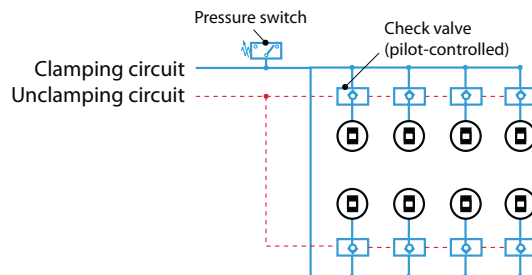 Pressure switch
Check valve
(pilot-controlled)
Clamping circuit
Unclamping circuit